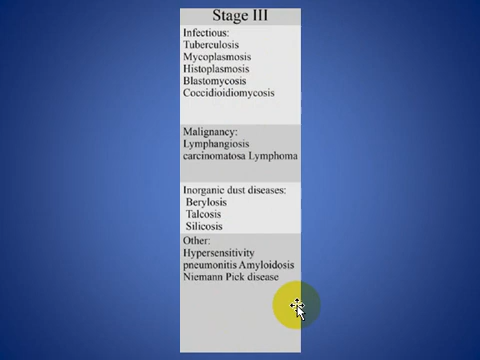 Stage III
Infectious:
Tuberculosis
Mycoplasmosis
Histoplasmosis
Blastomycosis
Coccidioidiomycosis
Malignancy:
Lymphangiosis
carcinomatosa Lymphoma
Inorganic dust diseases:
Berylosis
Talcosis
Silicosis
Other:
Hypersensitivity
pneumonitis Amyloidosis
Niemann Pick disease